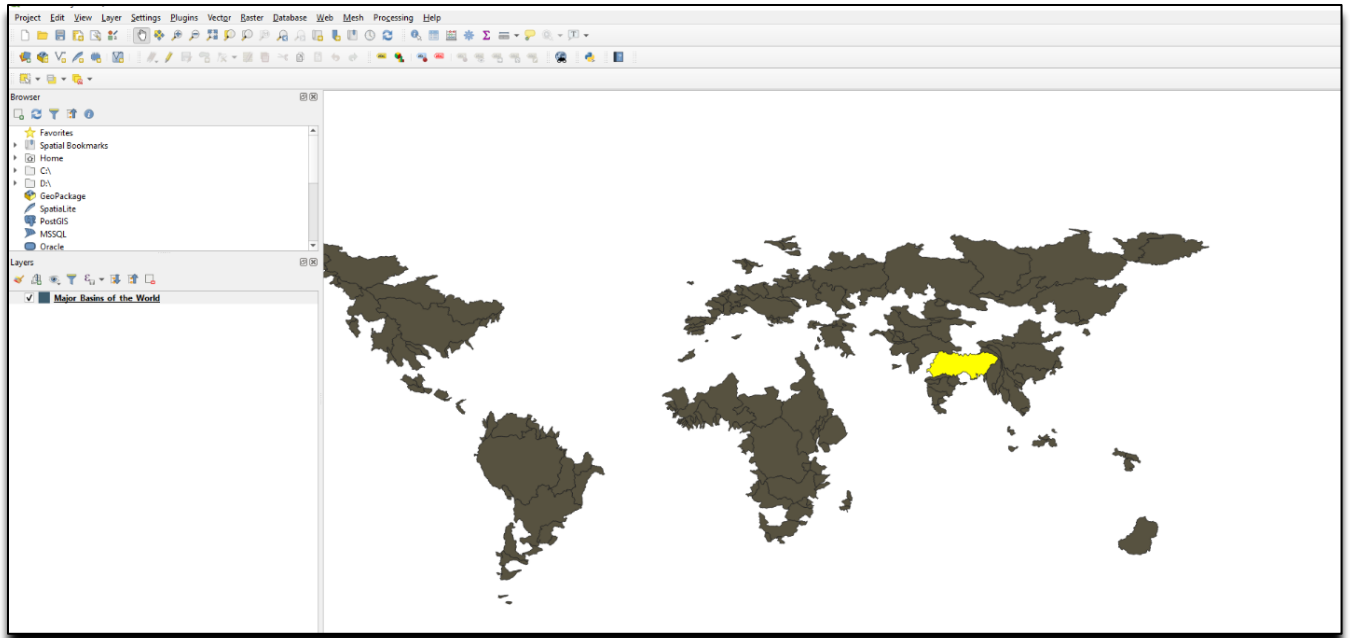 Project Edit View Layer Settings Plugins Vector Raster Database Web Mesh Processing Help
Browser
Favorites
Spatial Bookmarks
Home
C:\
D:\
GeoPackage
SpatiaLite
PostGIS
MSSQL
Oracle
Layers
Major Basins of the World